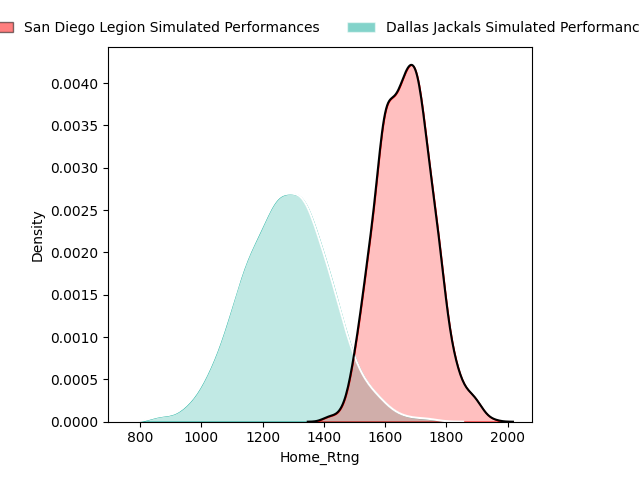 San Diego Legion Simulated Performances
Dallas Jackals Simulated Performanc
0.0040
0.0035
0.0030
0.0025
0.0020
0.0015
0.0010
0.0005
0.0000
Density
800 1000 1200 1400 1600 1800 2000
Home_Rtng